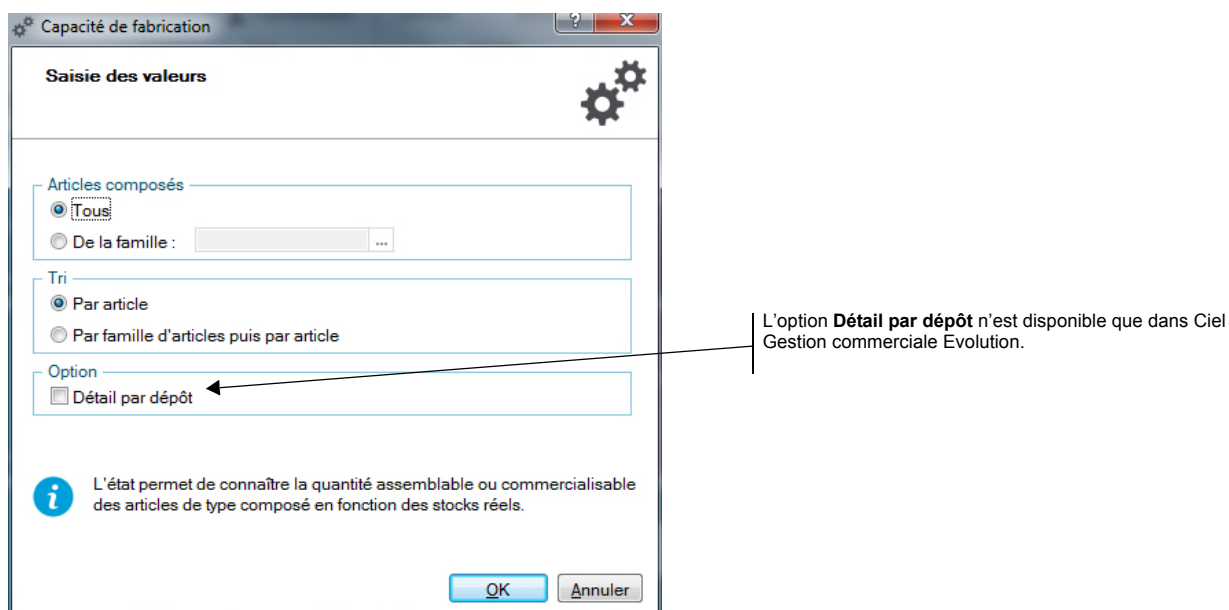 Capacité de fabrication
? X
Saisie des valeurs
Articles composés
Tous
De la famille :
...
Tri
Par article
Par famille d'articles puis par article
Option
Détail par dépôt
L'état permet de connaître la quantité assemblable ou commercialisable
des articles de type composé en fonction des stocks réels.
OK
Annuler
L’option Détail par dépôt n’est disponible que dans Ciel
Gestion commerciale Evolution.